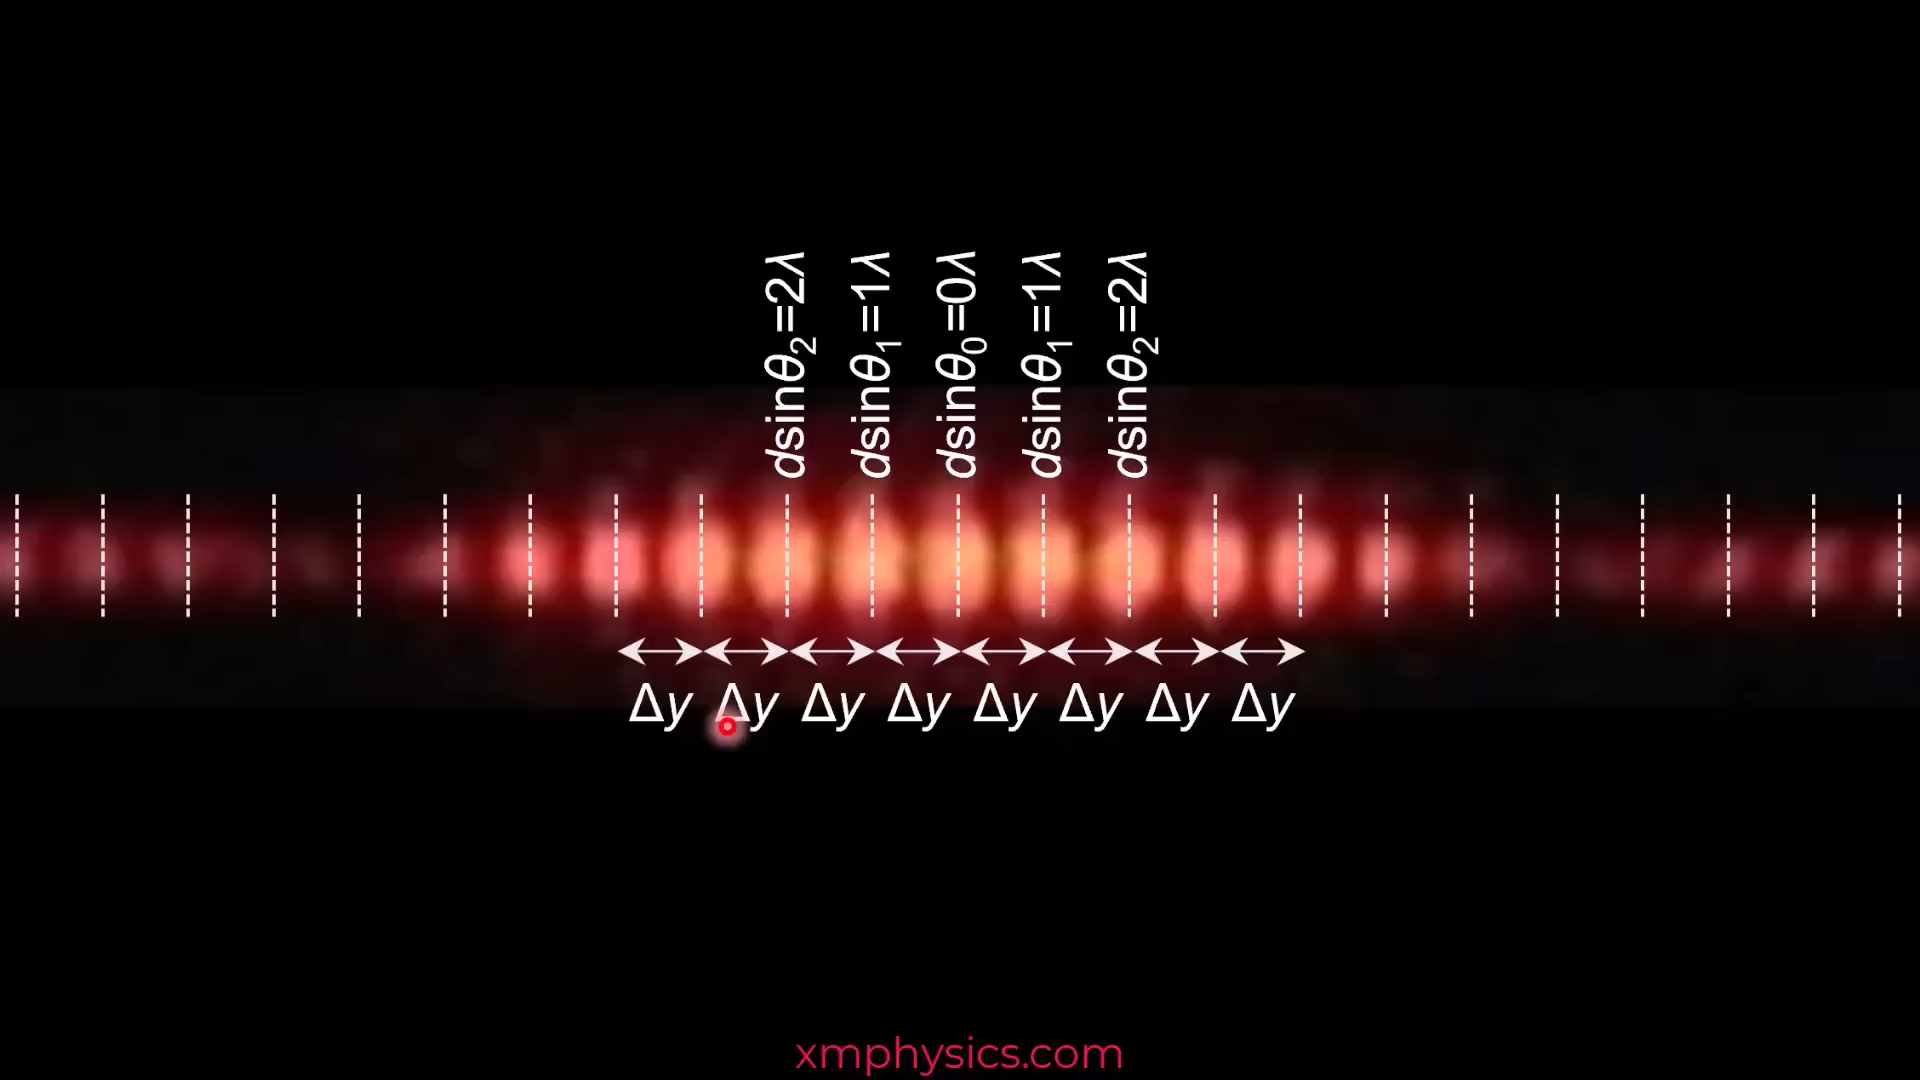 dsinθ₂=2λ
dsinθ₁=1λ
dsinθ₀=0λ
dsinθ₁=1λ
dsinθ₂=2λ
Δy Δy Δy Δy Δy Δy Δy Δy
xmphysics.com